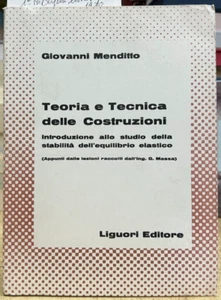 Giovanni Menditto
Teoria e Tecnica
delle Costruzioni
Introduzione allo studio della
stabilità dell'equilibrio elastico
(Appunti dalle lezioni raccolti dall'ing. G. Maasa)
Liguori Editore